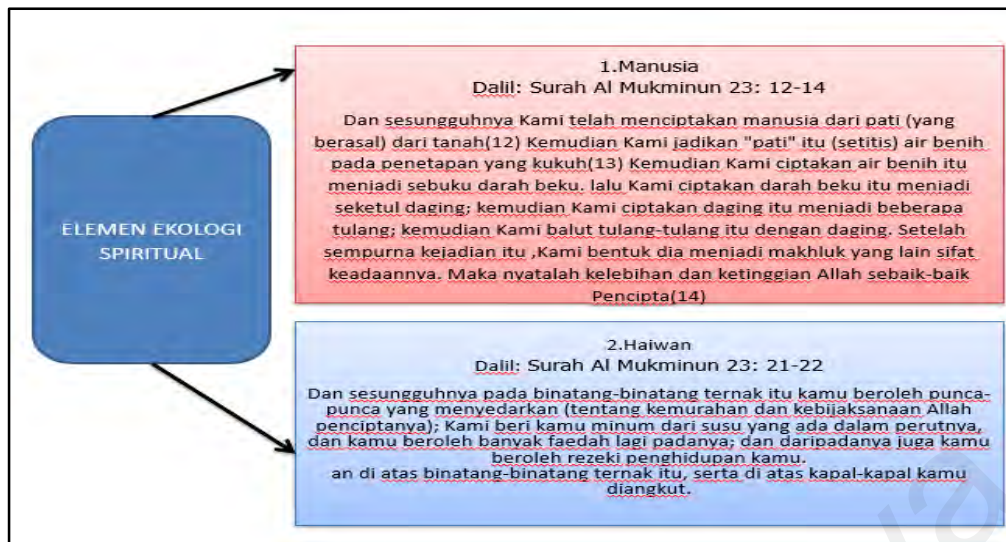 ELEMEN EKOLOGI
SPIRITUAL
1.Manusia
Dalil: Surah Al Mukminun 23: 12-14
Dan sesungguhnya Kami telah menciptakan manusia dari pati (yang
berasal) dari tanah(12) Kemudian Kami jadikan "pati" itu (setitis) air benih
pada penetapan yang kukuh(13) Kemudian Kami ciptakan air benih itu
menjadi sebuku darah beku. lalu Kami ciptakan darah beku itu menjadi
seketul daging; kemudian Kami ciptakan daging itu menjadi beberapa
tulang; kemudian Kami balut tulang-tulang itu dengan daging. Setelah
sempurna kejadian itu ,Kami bentuk dia menjadi makhluk yang lain sifat
keadaannya. Maka nyatalah kelebihan dan ketinggian Allah sebaik-baik
Pencipta(14)
2.Haiwan
Dalil: Surah Al Mukminun 23: 21-22
Dan sesungguhnya pada binatang-binatang ternak itu kamu beroleh punca-
punca yang menyedarkan (tentang kemurahan dan kebijaksanaan Allah
penciptanya); Kami beri kamu minum dari susu yang ada dalam perutnya,
dan kamu beroleh banyak faedah lagi padanya; dan daripadanya juga kamu
beroleh rezeki penghidupan kamu.
an di atas binatang-binatang ternak itu, serta di atas kapal-kapal kamu
diangkut.